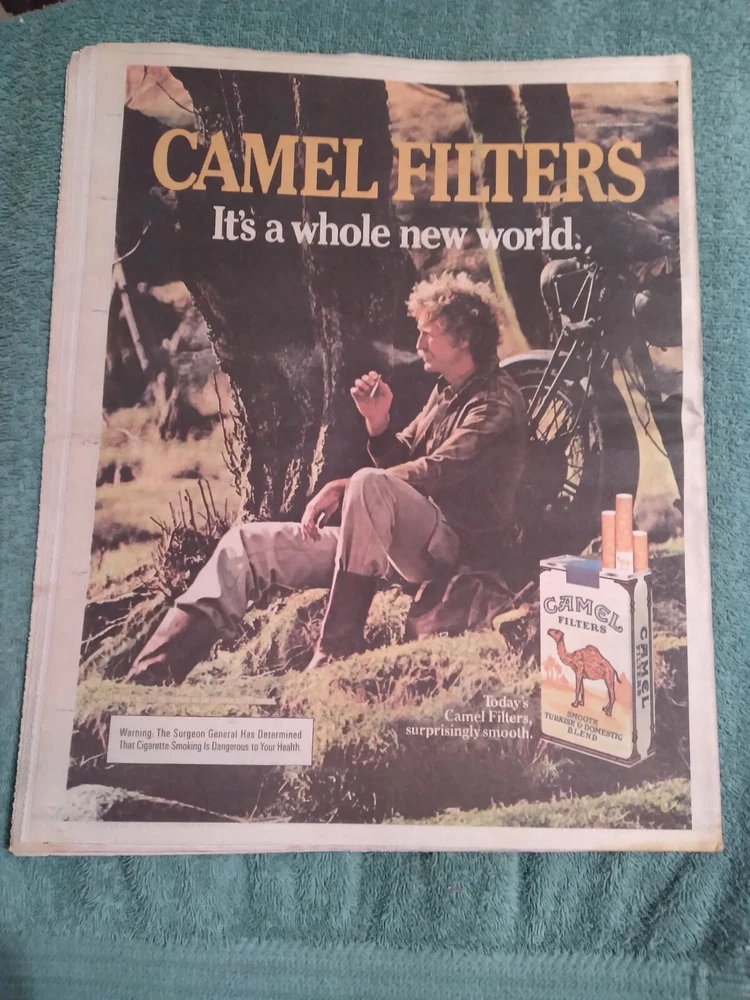 CAMEL FILTERS
It's a whole new world.
CAMEL
FILTERS
CAMEL
FILTERS
SMOOTH
TURKISH & DOMESTIC
BLEND
Today's
Camel Filters,
surprisingly smooth.
Warning: The Surgeon General Has Determined
That Cigarette Smoking Is Dangerous to Your Health.